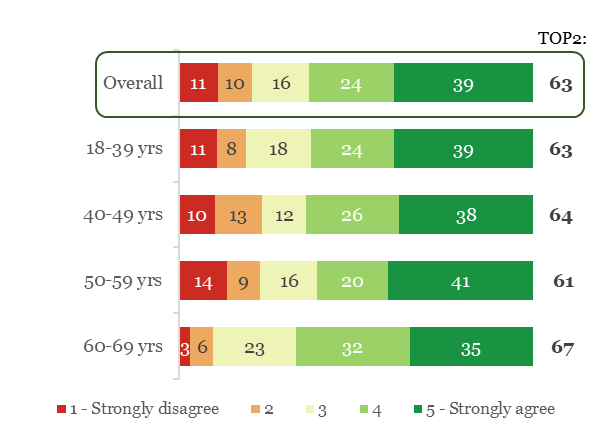 TOP2:
Overall 11 10 16 24 39 63
18-39 yrs 11 8 18 24 39 63
40-49 yrs 10 13 12 26 38 64
50-59 yrs 14 9 16 20 41 61
60-69 yrs 3 6 23 32 35 67
1 - Strongly disagree 2 3 4 5 - Strongly agree